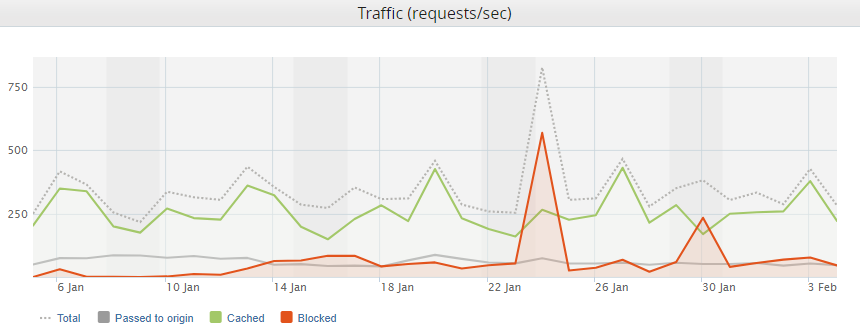 Traffic (requests/sec)
750
500
250
6 Jan 10 Jan 14 Jan 18 Jan 22 Jan 26 Jan 30 Jan 3 Feb
Total Passed to origin Cached Blocked